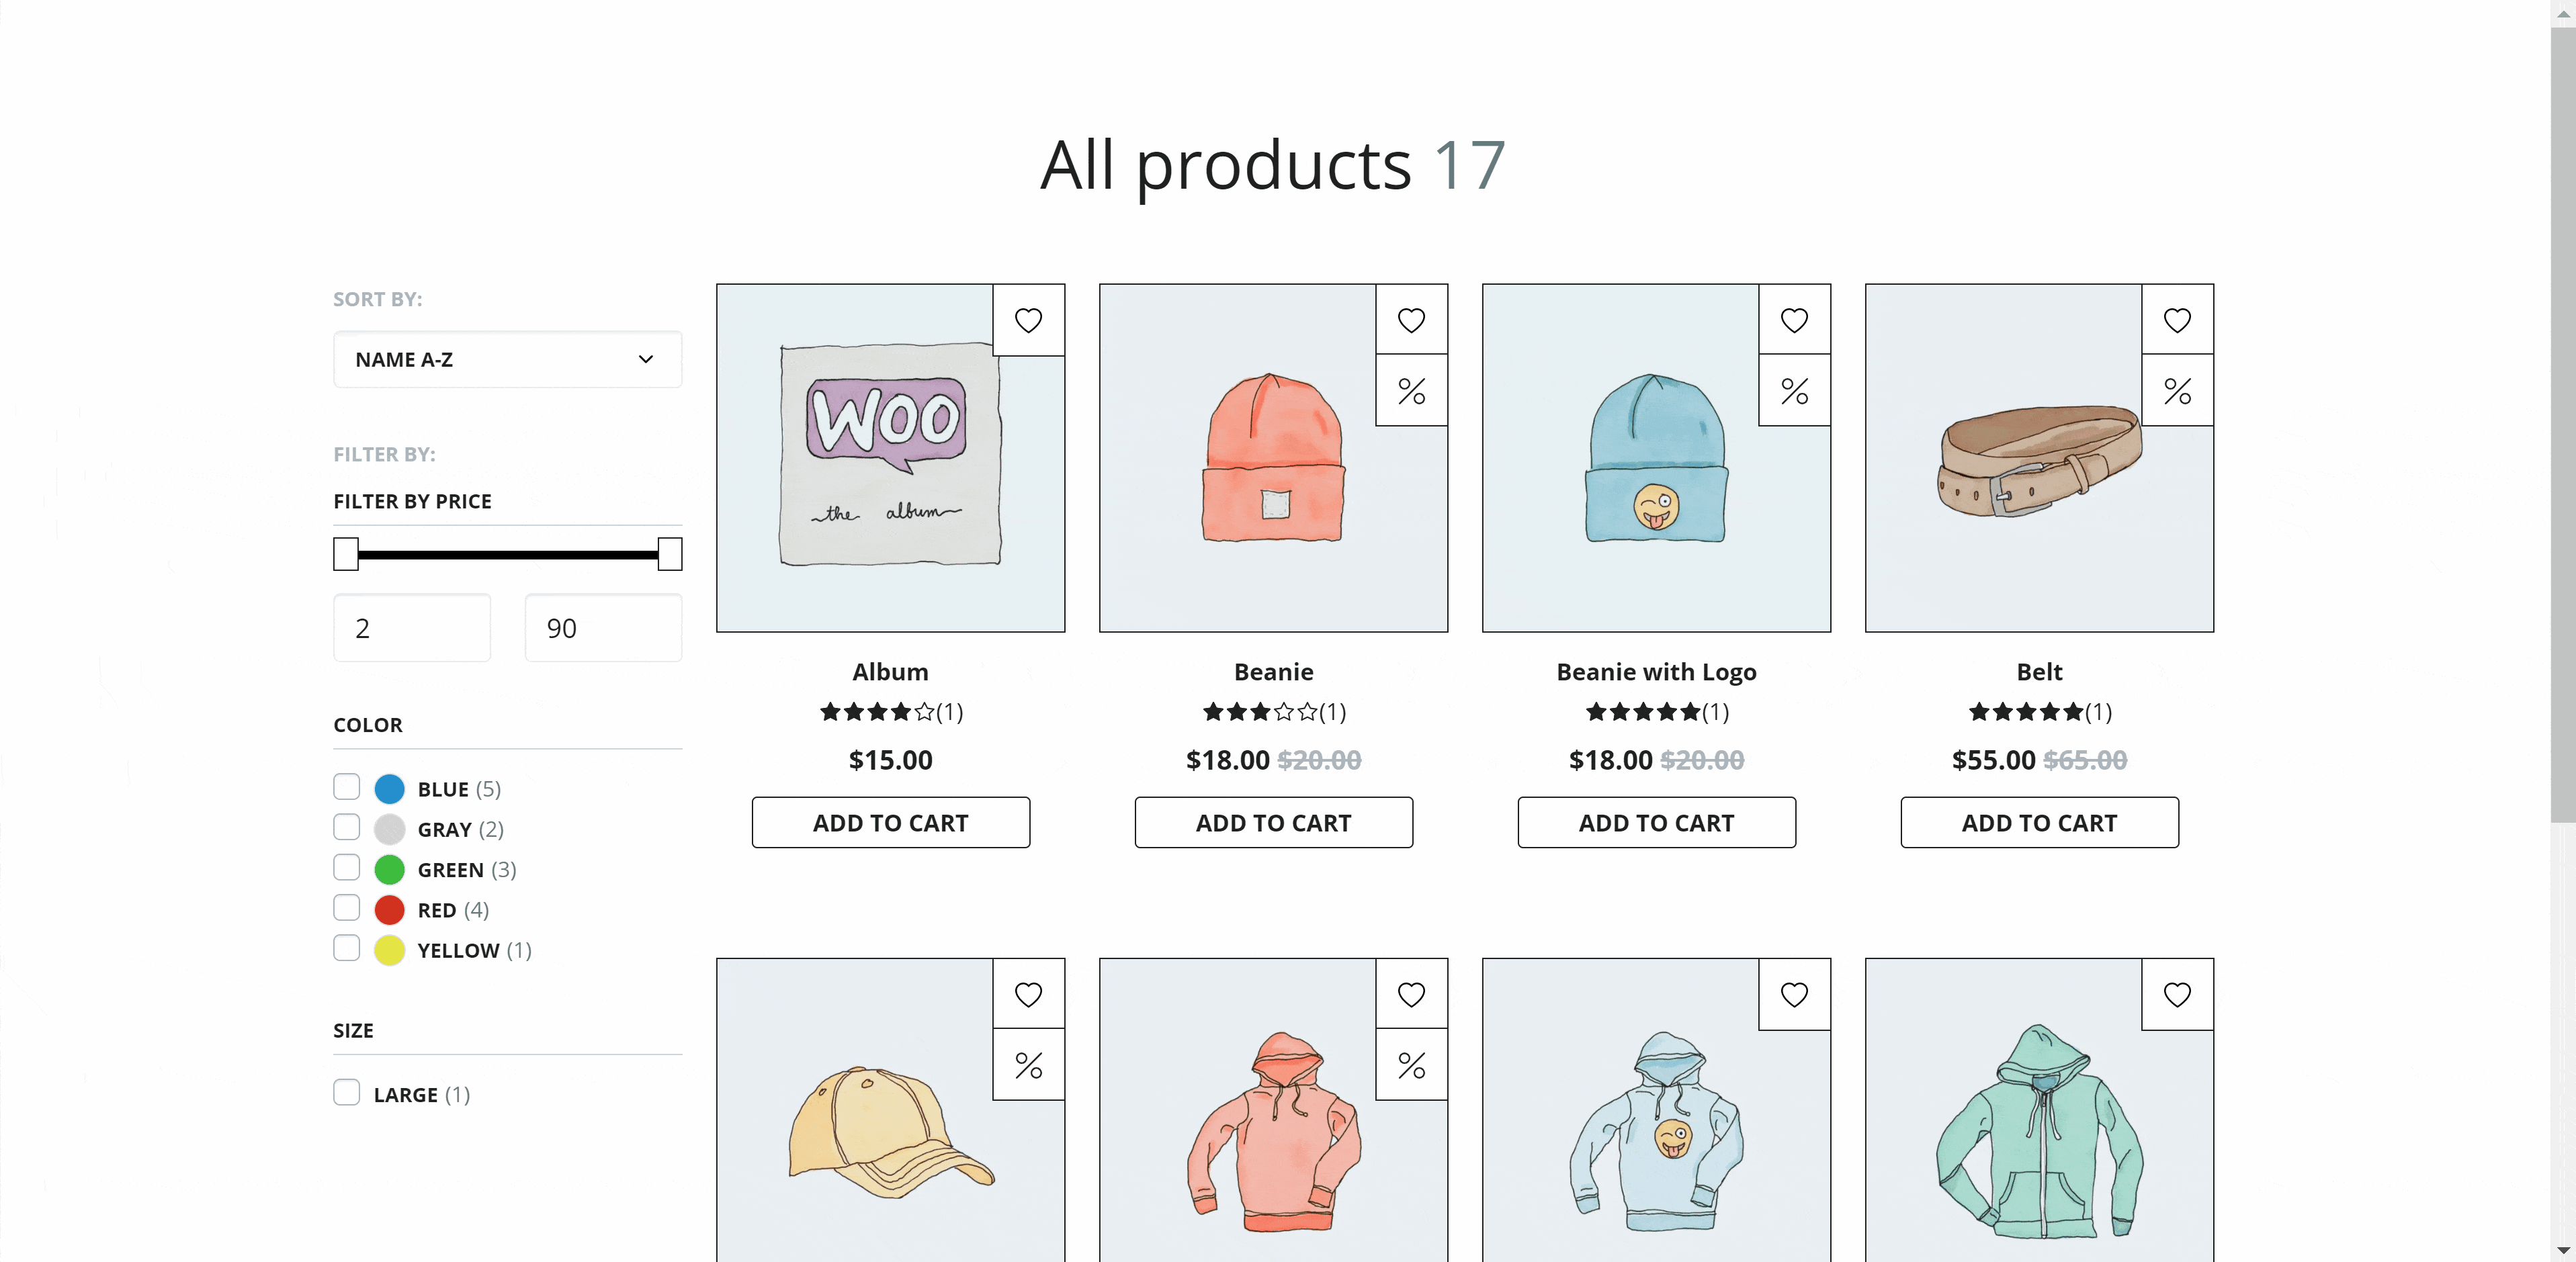 All products 17
SORT BY:
NAME A-Z
FILTER BY:
FILTER BY PRICE
2
90
COLOR
BLUE (5)
GRAY (2)
GREEN (3)
RED (4)
YELLOW (1)
SIZE
LARGE (1)
WOO
the album
Album
(1)
$15.00
ADD TO CART
%
Beanie
(1)
$18.00 $20.00
ADD TO CART
%
Beanie with Logo
(1)
$18.00 $20.00
ADD TO CART
%
Belt
(1)
$55.00 $65.00
ADD TO CART
%
%